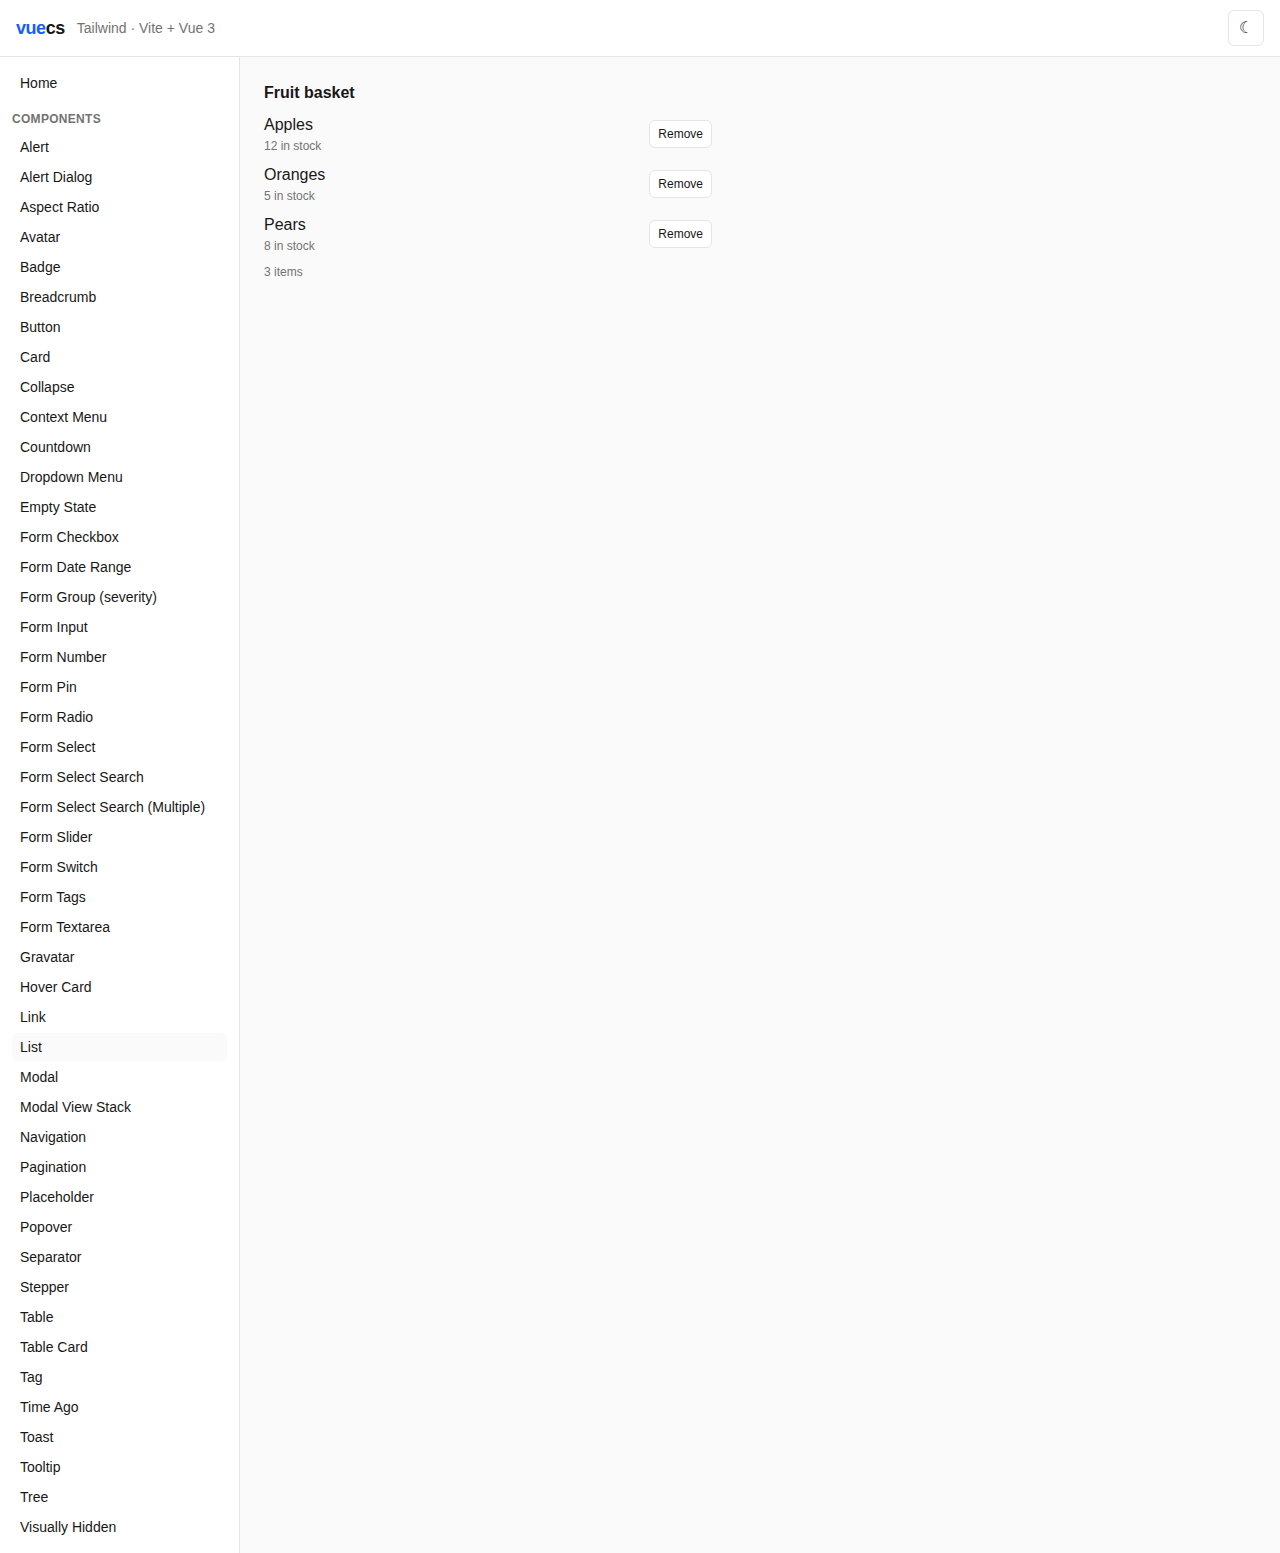 vuecs Tailwind · Vite + Vue 3
Home
COMPONENTS
Alert
Alert Dialog
Aspect Ratio
Avatar
Badge
Breadcrumb
Button
Card
Collapse
Context Menu
Countdown
Dropdown Menu
Empty State
Form Checkbox
Form Date Range
Form Group (severity)
Form Input
Form Number
Form Pin
Form Radio
Form Select
Form Select Search
Form Select Search (Multiple)
Form Slider
Form Switch
Form Tags
Form Textarea
Gravatar
Hover Card
Link
List
Modal
Modal View Stack
Navigation
Pagination
Placeholder
Popover
Separator
Stepper
Table
Table Card
Tag
Time Ago
Toast
Tooltip
Tree
Visually Hidden
Fruit basket
Apples
12 in stock
Remove
Oranges
5 in stock
Remove
Pears
8 in stock
Remove
3 items